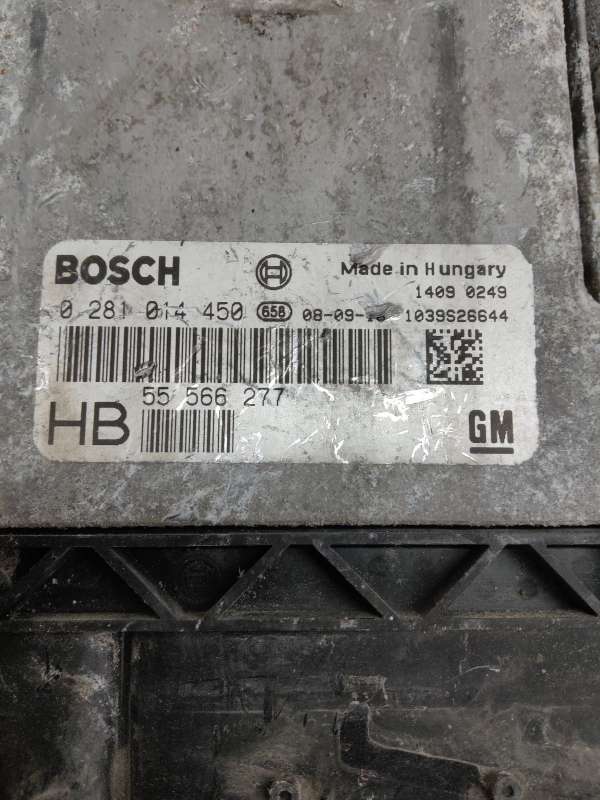 BOSCH
Made in Hungary
1409 0249
0 281 014 450 658 1039S26644
55 566 277
HB
GM